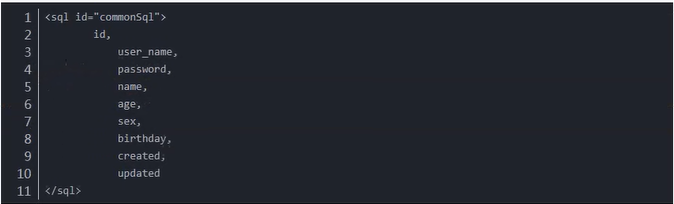 1 <sql id="commonSql">
2 id,
3 user_name,
4 password,
5 name,
6 age,
7 sex,
8 birthday,
9 created,
10 updated
11 </sql>